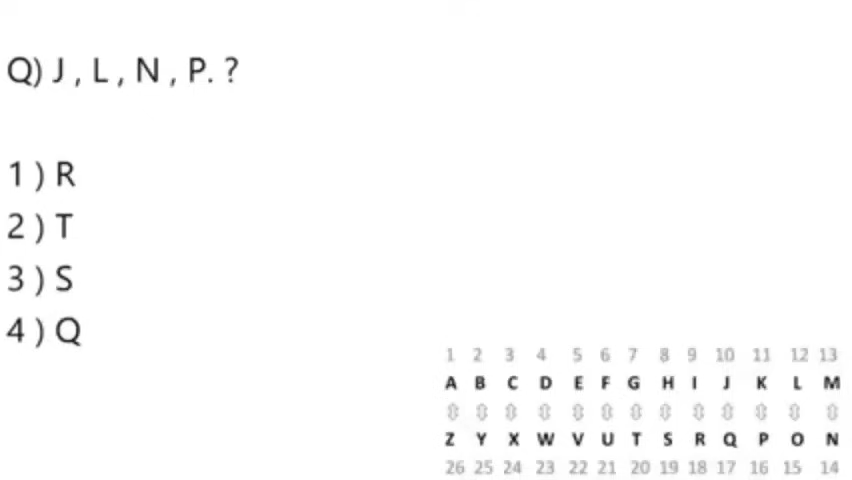 Q) J , L , N , P. ?
1 ) R
2 ) T
3 ) S
4 ) Q
1 2 3 4 5 6 7 8 9 10 11 12 13
A B C D E F G H I J K L M
Z Y X W V U T S R Q P O N
26 25 24 23 22 21 20 19 18 17 16 15 14